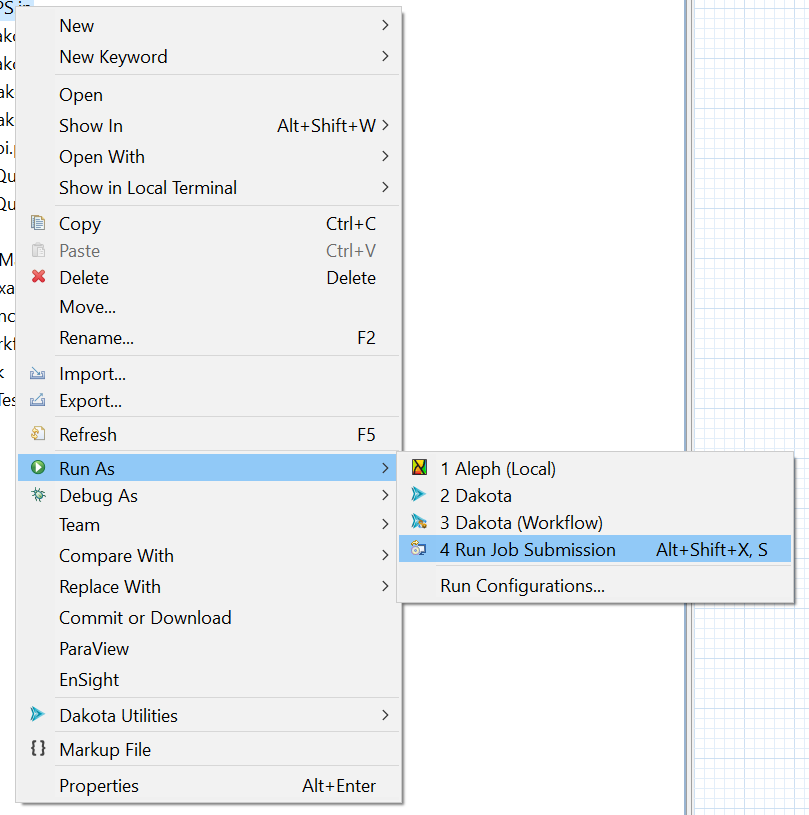 PS.in
New
New Keyword
Open
Show In Alt+Shift+W
Open With
Show in Local Terminal
Copy Ctrl+C
Paste Ctrl+V
Delete Delete
Move...
Rename... F2
Import...
Export...
Refresh F5
Run As
1 Aleph (Local)
Debug As
2 Dakota
Team
3 Dakota (Workflow)
Compare With
4 Run Job Submission Alt+Shift+X, S
Replace With
Run Configurations...
Commit or Download
ParaView
EnSight
Dakota Utilities
Markup File
Properties Alt+Enter